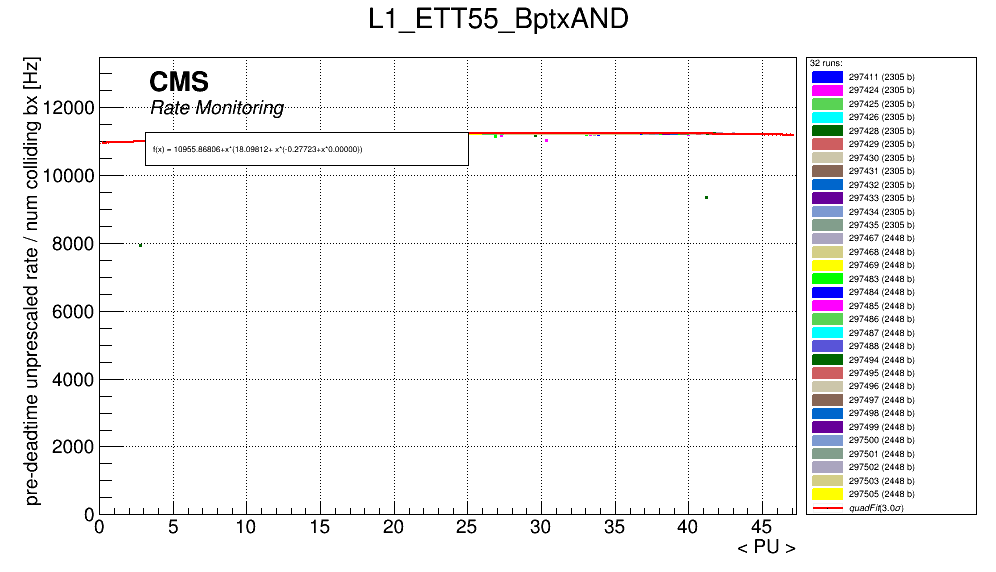 L1_ETT55_BptxAND
pre-deadtime unprescaled rate / num colliding bx [Hz]
CMS
Rate Monitoring
f(x) = 10955.86806+x*(18.09812+ x*(-0.27723+x*0.00000))
12000
10000
8000
6000
4000
2000
0
0 5 10 15 20 25 30 35 40 45
< PU >
32 runs:
297411 (2305 b)
297424 (2305 b)
297425 (2305 b)
297426 (2305 b)
297428 (2305 b)
297429 (2305 b)
297430 (2305 b)
297431 (2305 b)
297432 (2305 b)
297433 (2305 b)
297434 (2305 b)
297435 (2305 b)
297467 (2448 b)
297468 (2448 b)
297469 (2448 b)
297483 (2448 b)
297484 (2448 b)
297485 (2448 b)
297486 (2448 b)
297487 (2448 b)
297488 (2448 b)
297494 (2448 b)
297495 (2448 b)
297496 (2448 b)
297497 (2448 b)
297498 (2448 b)
297499 (2448 b)
297500 (2448 b)
297501 (2448 b)
297502 (2448 b)
297503 (2448 b)
297505 (2448 b)
quadFit(3.0σ)